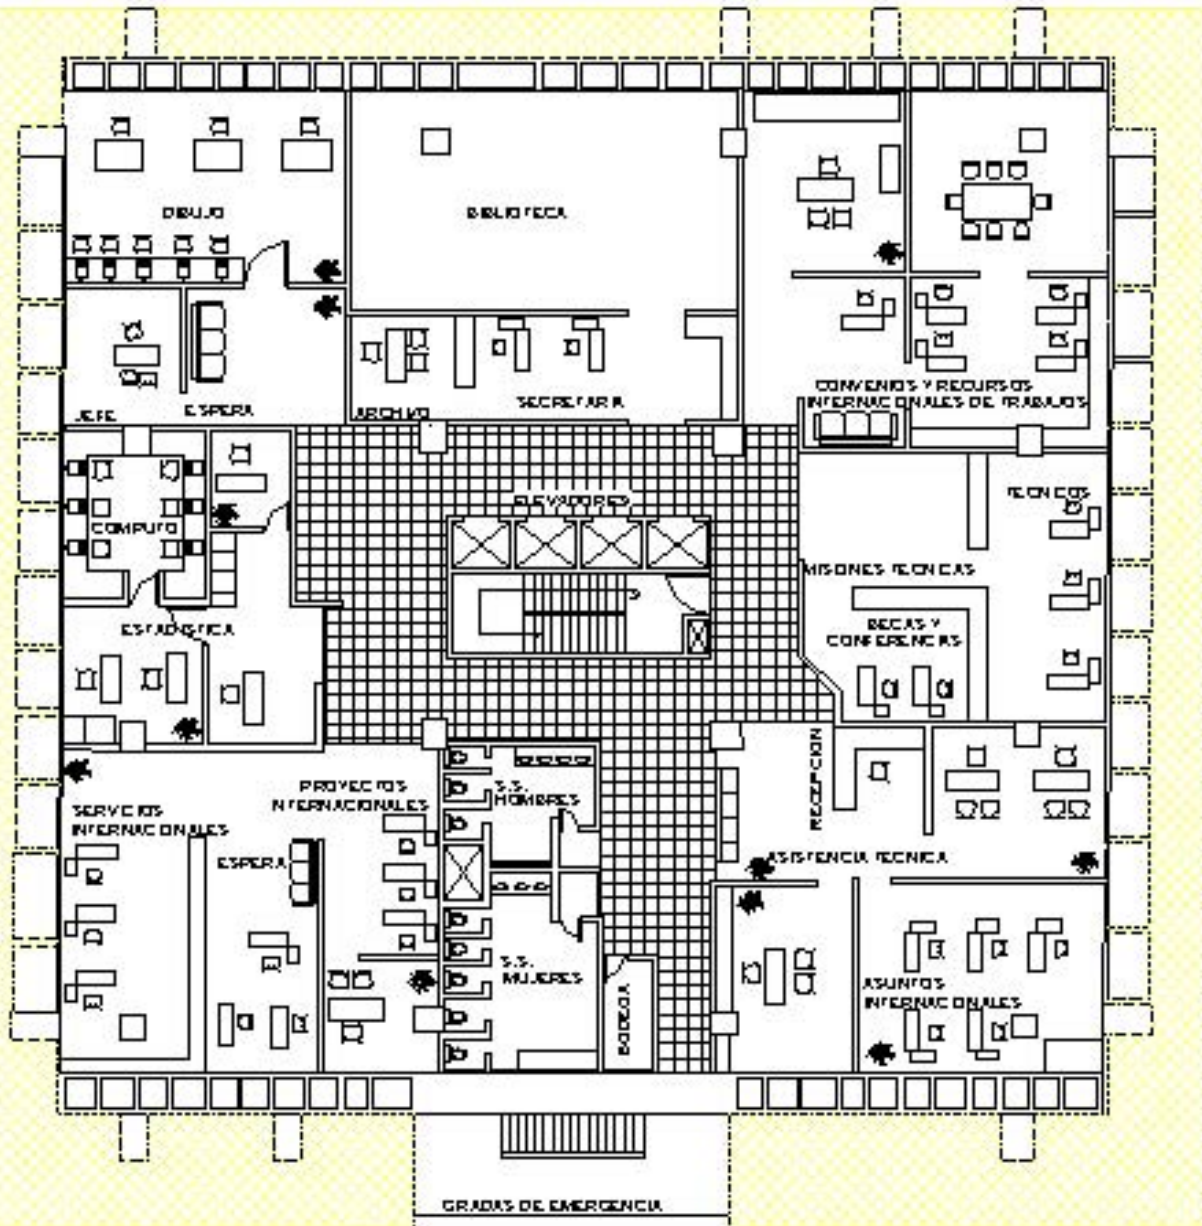 DIBUJO
BIBLIOTECA
JEFE
ESPERA
ARCHIVO
SECRETARIA
CONVENIOS Y RECURSOS
INTERNACIONALES DE TRABAJOS
ELEVADORES
COMPUTO
TECNICOS
MISONES TECNICAS
ESTADISTICA
BECAS Y
CONFERENCIAS
SERVICIOS
INTERNACIONALES
PROYECTOS
INTERNACIONALES
ESPERA
S.S.
HOMBRES
RECEPCION
ASISTENCIA TECNICA
S.S.
MUJERES
BODEGA
ASUNTOS
INTERNACIONALES
GRADAS DE EMERGENCIA